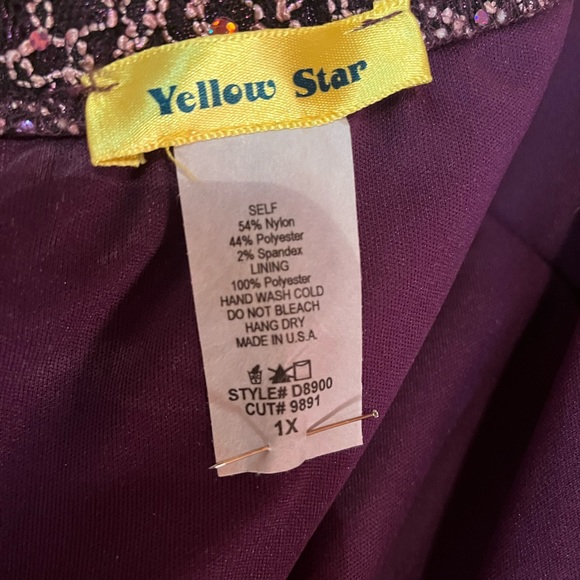 Yellow Star
SELF
54% Nylon
44% Polyester
2% Spandex
LINING
100% Polyester
HAND WASH COLD
DO NOT BLEACH
HANG DRY
MADE IN U.S.A.
STYLE# D8900
CUT# 9891
1X